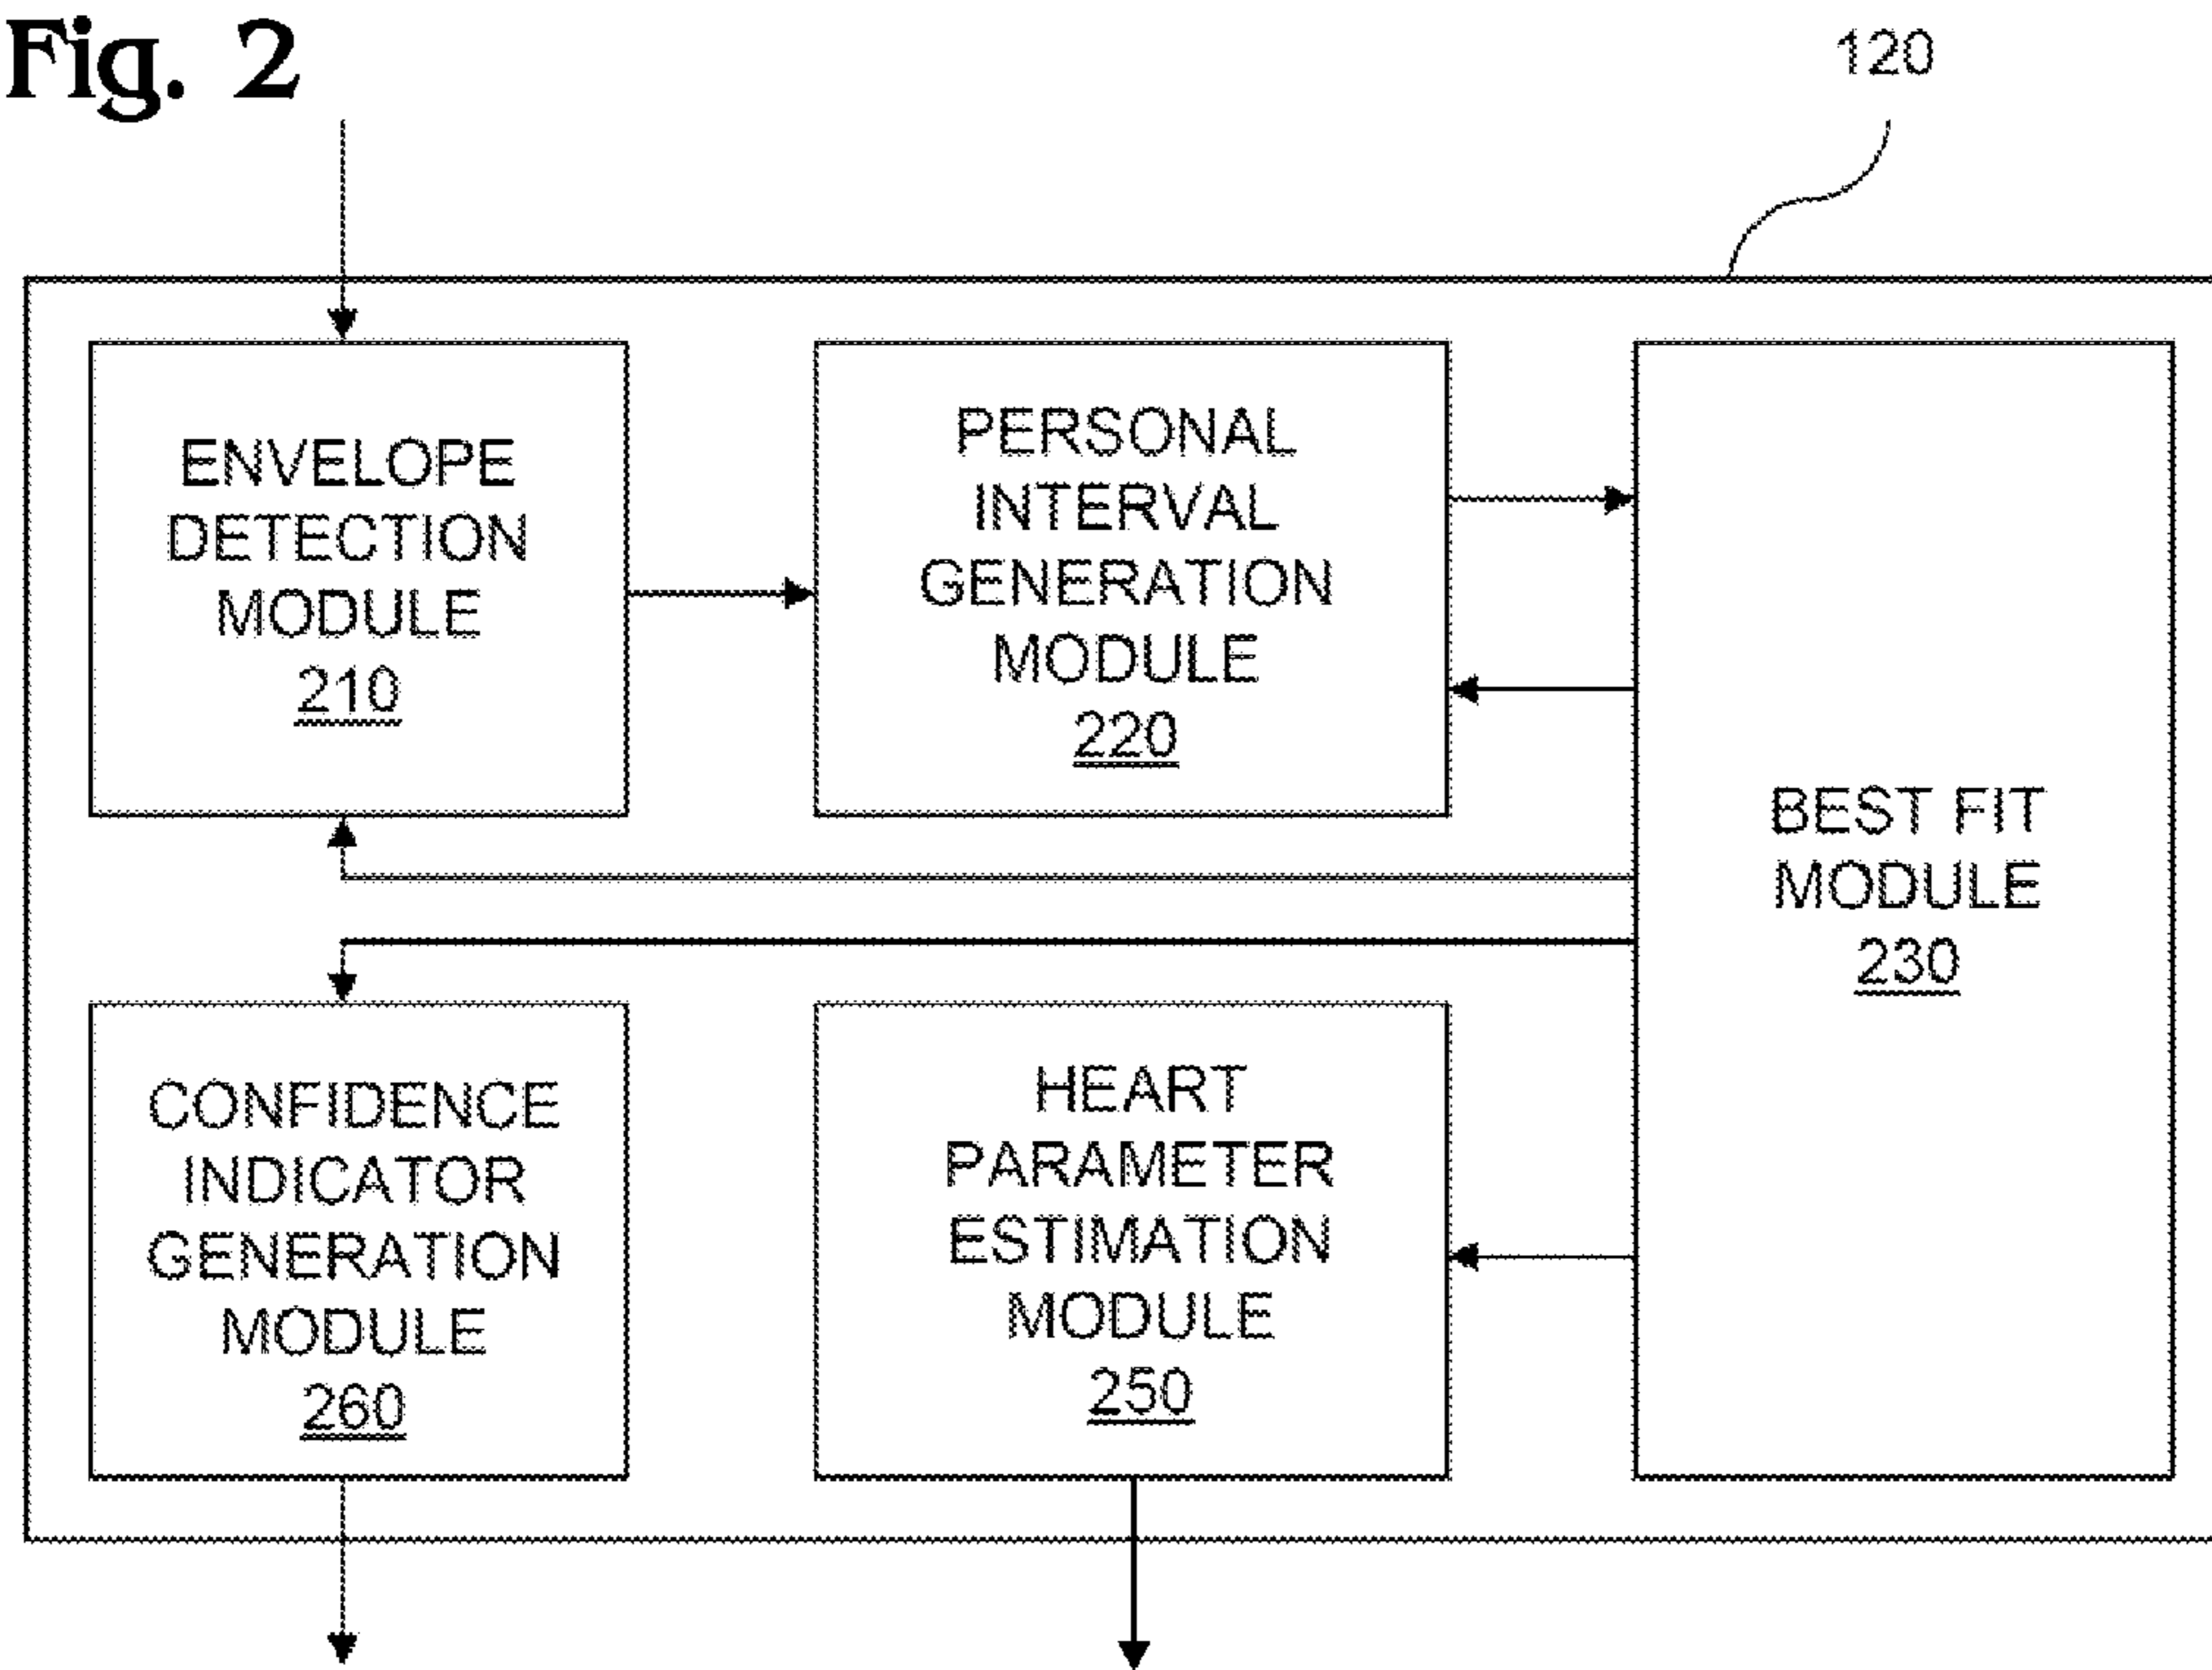 Fig. 2
120
ENVELOPE
DETECTION
MODULE
210
PERSONAL
INTERVAL
GENERATION
MODULE
220
BEST FIT
MODULE
230
CONFIDENCE
INDICATOR
GENERATION
MODULE
260
HEART
PARAMETER
ESTIMATION
MODULE
250